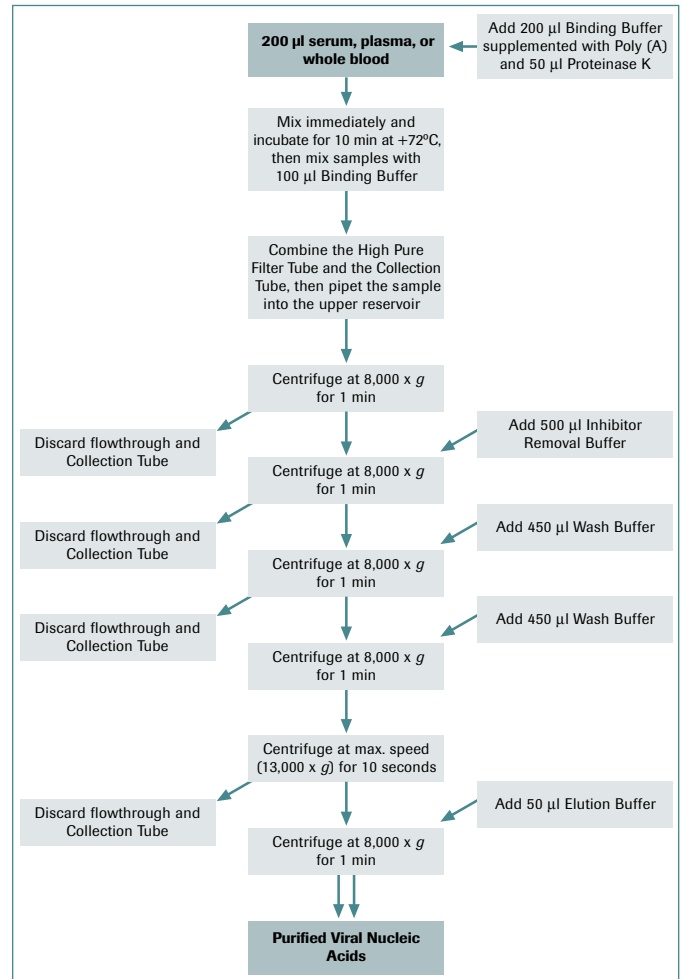 200 µl serum, plasma, or
whole blood
Add 200 µl Binding Buffer
supplemented with Poly (A)
and 50 µl Proteinase K
Mix immediately and
incubate for 10 min at +72ºC,
then mix samples with
100 µl Binding Buffer
Combine the High Pure
Filter Tube and the Collection
Tube, then pipet the sample
into the upper reservoir
Centrifuge at 8,000 x g
for 1 min
Discard flowthrough and
Collection Tube
Add 500 µl Inhibitor
Removal Buffer
Centrifuge at 8,000 x g
for 1 min
Discard flowthrough and
Collection Tube
Add 450 µl Wash Buffer
Centrifuge at 8,000 x g
for 1 min
Discard flowthrough and
Collection Tube
Add 450 µl Wash Buffer
Centrifuge at 8,000 x g
for 1 min
Centrifuge at max. speed
(13,000 x g) for 10 seconds
Discard flowthrough and
Collection Tube
Add 50 µl Elution Buffer
Centrifuge at 8,000 x g
for 1 min
Purified Viral Nucleic
Acids